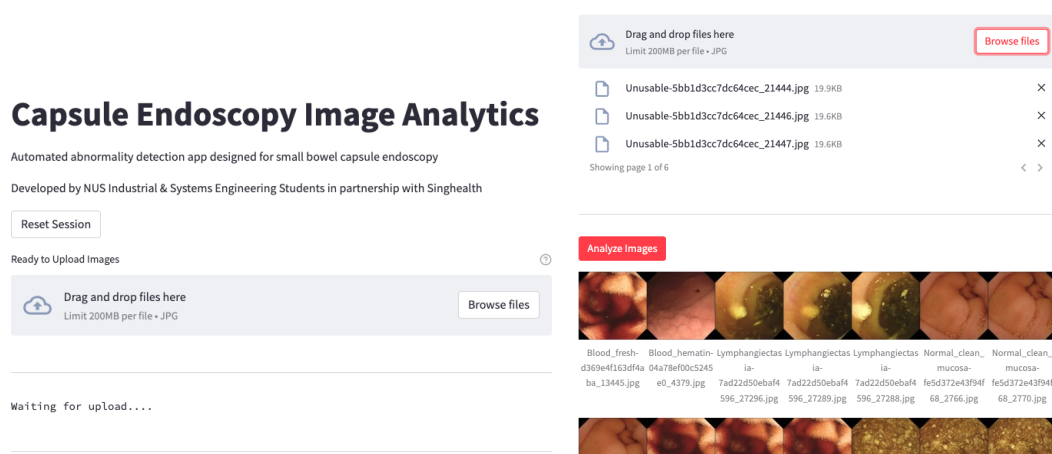 Capsule Endoscopy Image Analytics
Automated abnormality detection app designed for small bowel capsule endoscopy
Developed by NUS Industrial & Systems Engineering Students in partnership with Singhealth
Reset Session
Ready to Upload Images
Drag and drop files here
Limit 200MB per file • JPG
Browse files
Waiting for upload....
Drag and drop files here
Limit 200MB per file • JPG
Browse files
Unusable-5bb1d3cc7dc64cec_21444.jpg 19.9KB
Unusable-5bb1d3cc7dc64cec_21446.jpg 19.6KB
Unusable-5bb1d3cc7dc64cec_21447.jpg 19.6KB
Showing page 1 of 6
Analyze Images
Blood_fresh-
d369e4f163df4a
ba_13445.jpg
Blood_hematin-
04a78ef00c5245
e0_4379.jpg
Lymphangiectas
ia-
7ad22d50ebaf4
596_27296.jpg
Lymphangiectas
ia-
7ad22d50ebaf4
596_27289.jpg
Lymphangiectas
ia-
7ad22d50ebaf4
596_27288.jpg
Normal_clean_
mucosa-
fe5d372e43f94f
68_2766.jpg
Normal_clean_
mucosa-
fe5d372e43f94f
68_2770.jpg